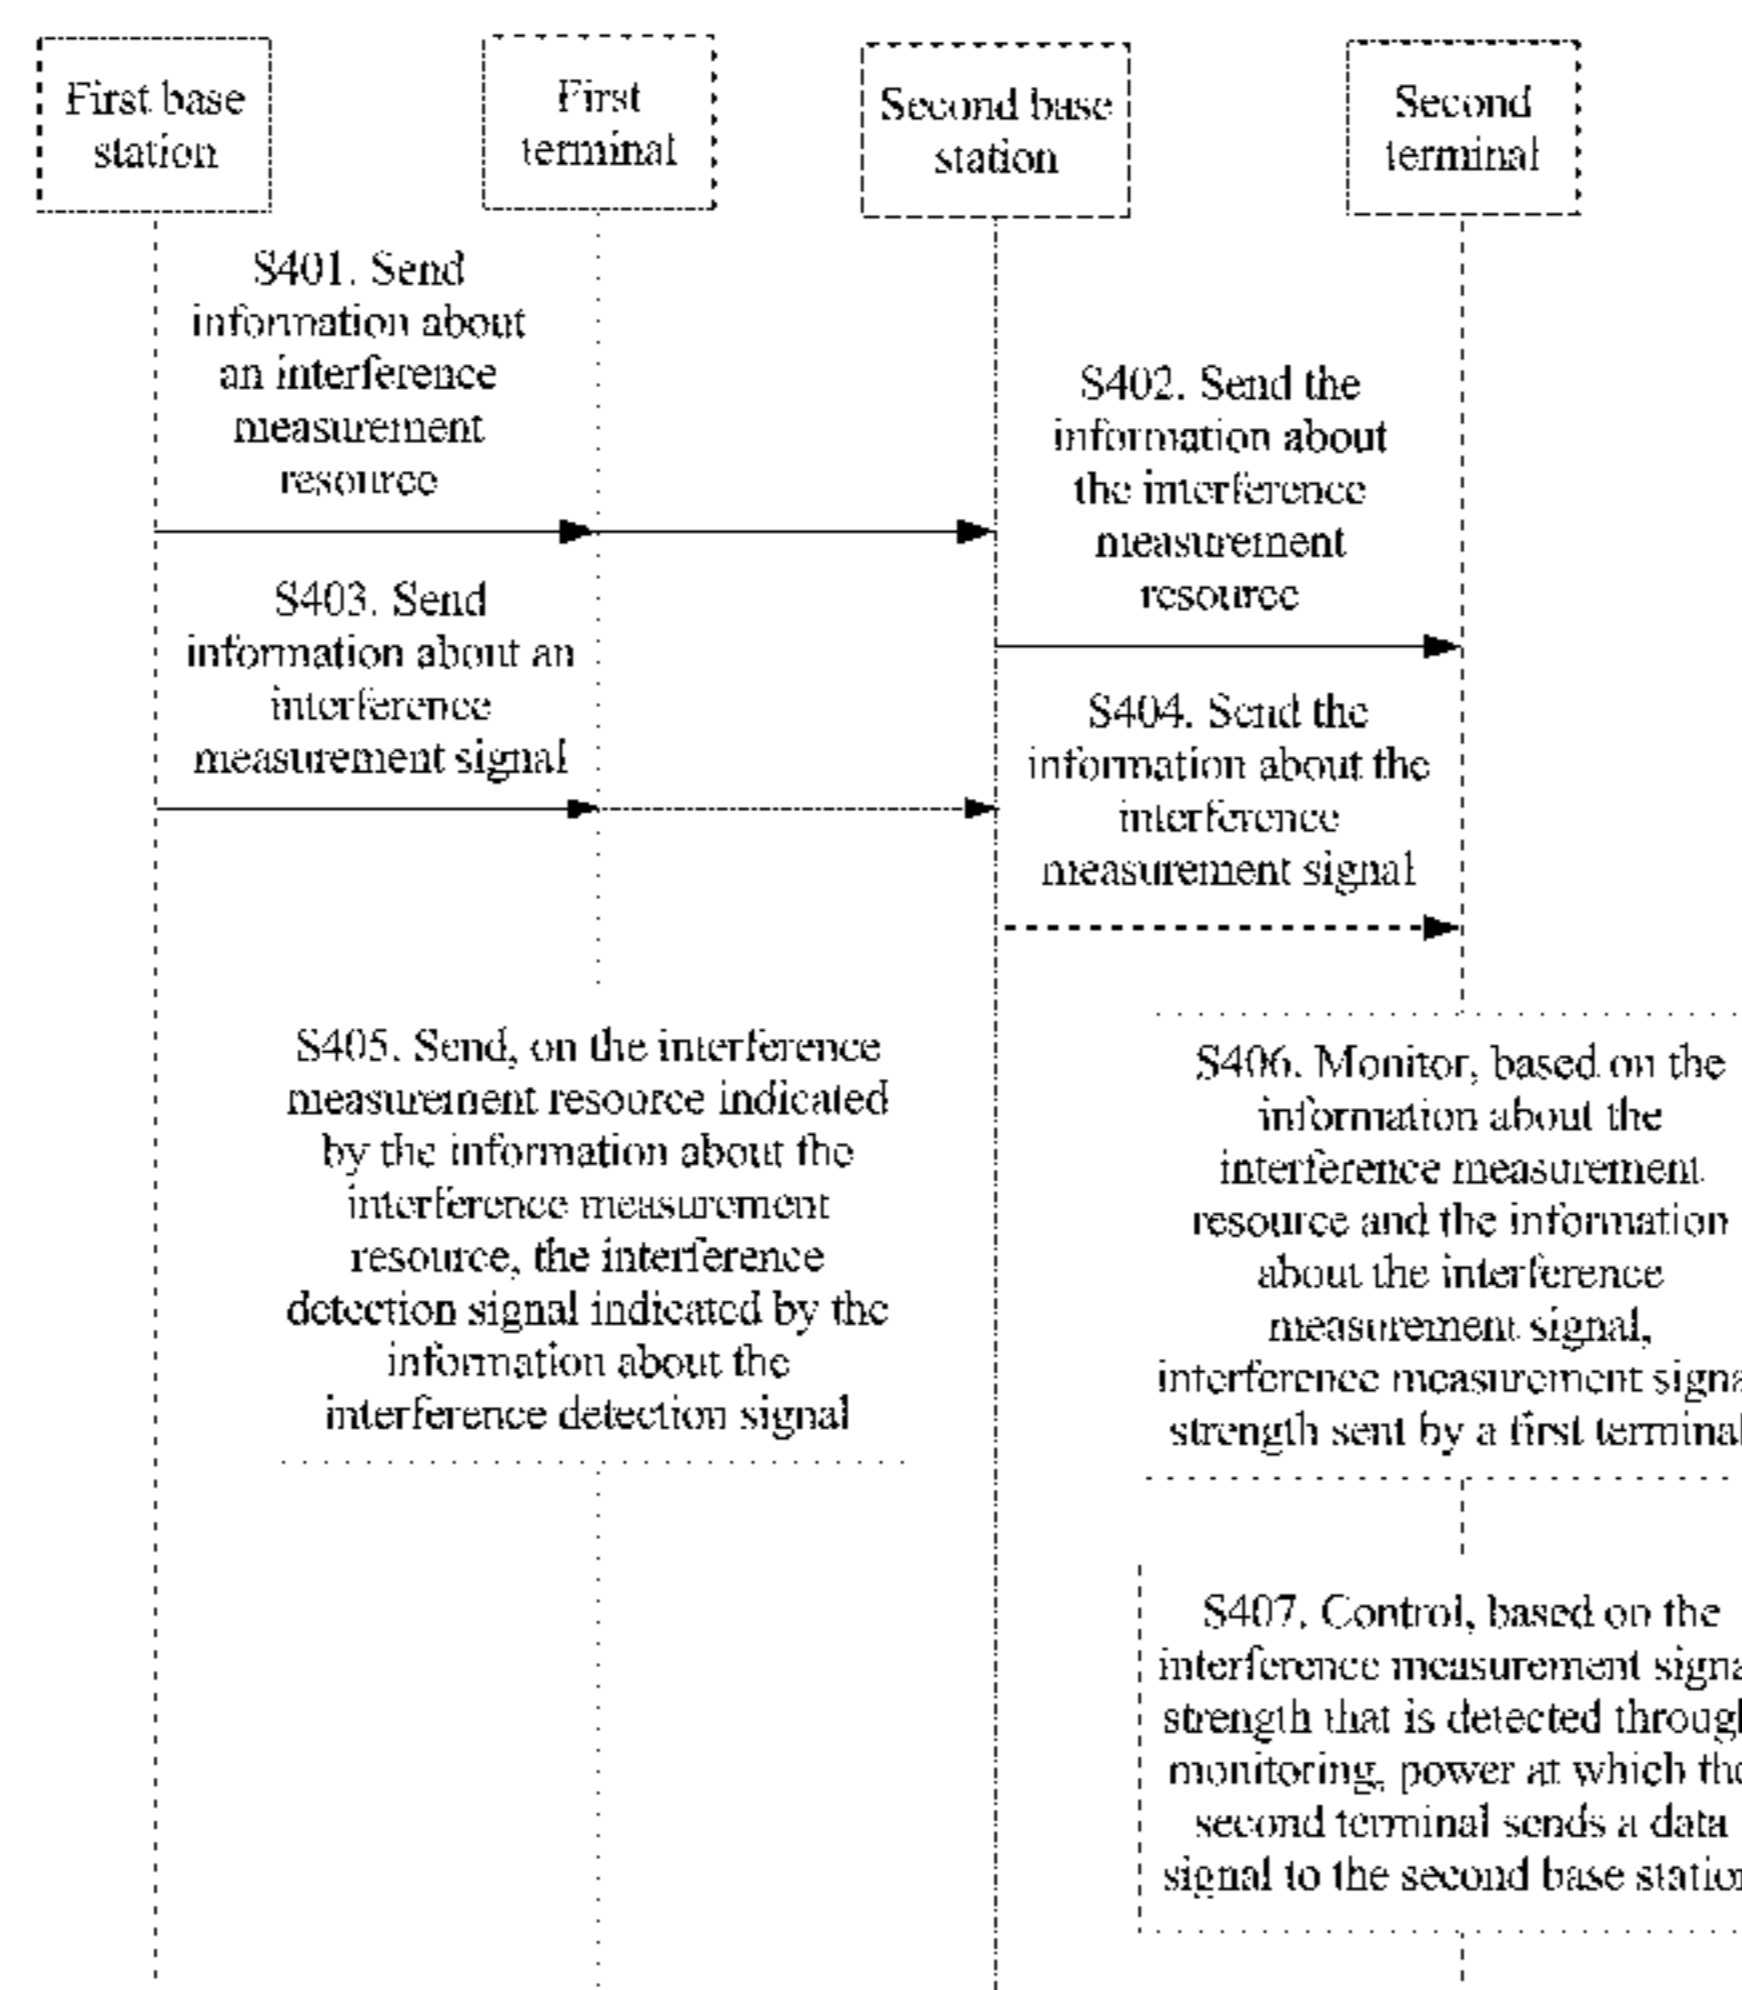 First base
station
First
terminal
Second base
station
Second
terminal
S401. Send
information about
an interference
measurement
resource
S402. Send the
information about
the interference
measurement
resource
S403. Send
information about an
interference
measurement signal
S404. Send the
information about the
interference
measurement signal
S405. Send, on the interference
measurement resource indicated
by the information about the
interference measurement
resource, the interference
detection signal indicated by the
information about the
interference detection signal
S406. Monitor, based on the
information about the
interference measurement
resource and the information
about the interference
measurement signal,
interference measurement signa
strength sent by a first terminal
S407. Control, based on the
interference measurement signa
strength that is detected throug
monitoring, power at which the
second terminal sends a data
signal to the second base station